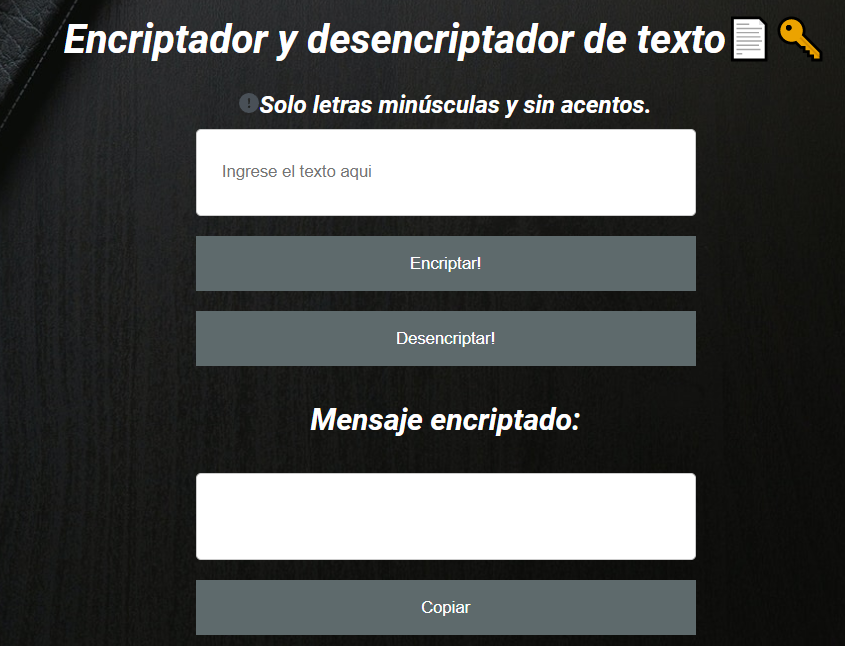 Encriptador y desencriptador de texto
Solo letras minúsculas y sin acentos.
Ingrese el texto aqui
Encriptar!
Desencriptar!
Mensaje encriptado:
Copiar